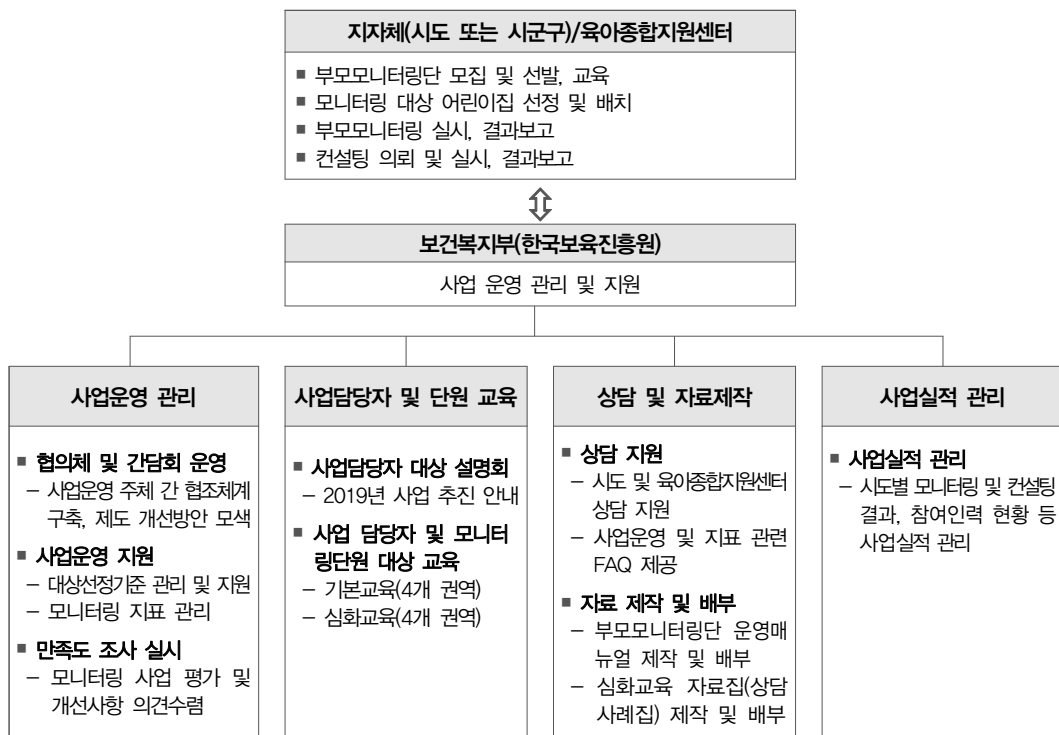 지자체(시도 또는 시군구)/육아종합지원센터
■ 부모모니터링단 모집 및 선발, 교육
■ 모니터링 대상 어린이집 선정 및 배치
■ 부모모니터링 실시, 결과보고
■ 컨설팅 의뢰 및 실시, 결과보고
보건복지부(한국보육진흥원)
사업 운영 관리 및 지원
사업운영 관리
■ 협의체 및 간담회 운영
– 사업운영 주체 간 협조체계
구축, 제도 개선방안 모색
■ 사업운영 지원
– 대상선정기준 관리 및 지원
– 모니터링 지표 관리
■ 만족도 조사 실시
– 모니터링 사업 평가 및
개선사항 의견수렴
사업담당자 및 단원 교육
■ 사업담당자 대상 설명회
– 2019년 사업 추진 안내
■ 사업 담당자 및 모니터
링단원 대상 교육
– 기본교육(4개 권역)
– 심화교육(4개 권역)
상담 및 자료제작
■ 상담 지원
– 시도 및 육아종합지원센터
상담 지원
– 사업운영 및 지표 관련
FAQ 제공
■ 자료 제작 및 배부
– 부모모니터링단 운영매
뉴얼 제작 및 배부
– 심화교육 자료집(상담
사례집) 제작 및 배부
사업실적 관리
■ 사업실적 관리
– 시도별 모니터링 및 컨설팅
결과, 참여인력 현황 등
사업실적 관리